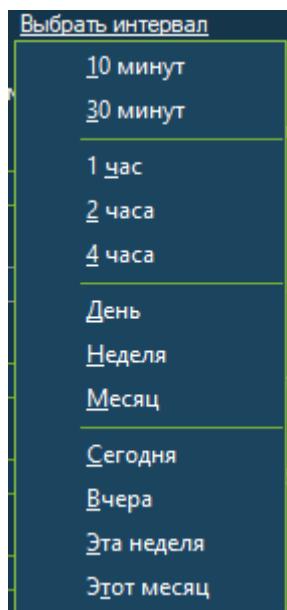 Выбрать интервал
10 минут
30 минут
1 час
2 часа
4 часа
День
Неделя
Месяц
Сегодня
Вчера
Эта неделя
Этот месяц